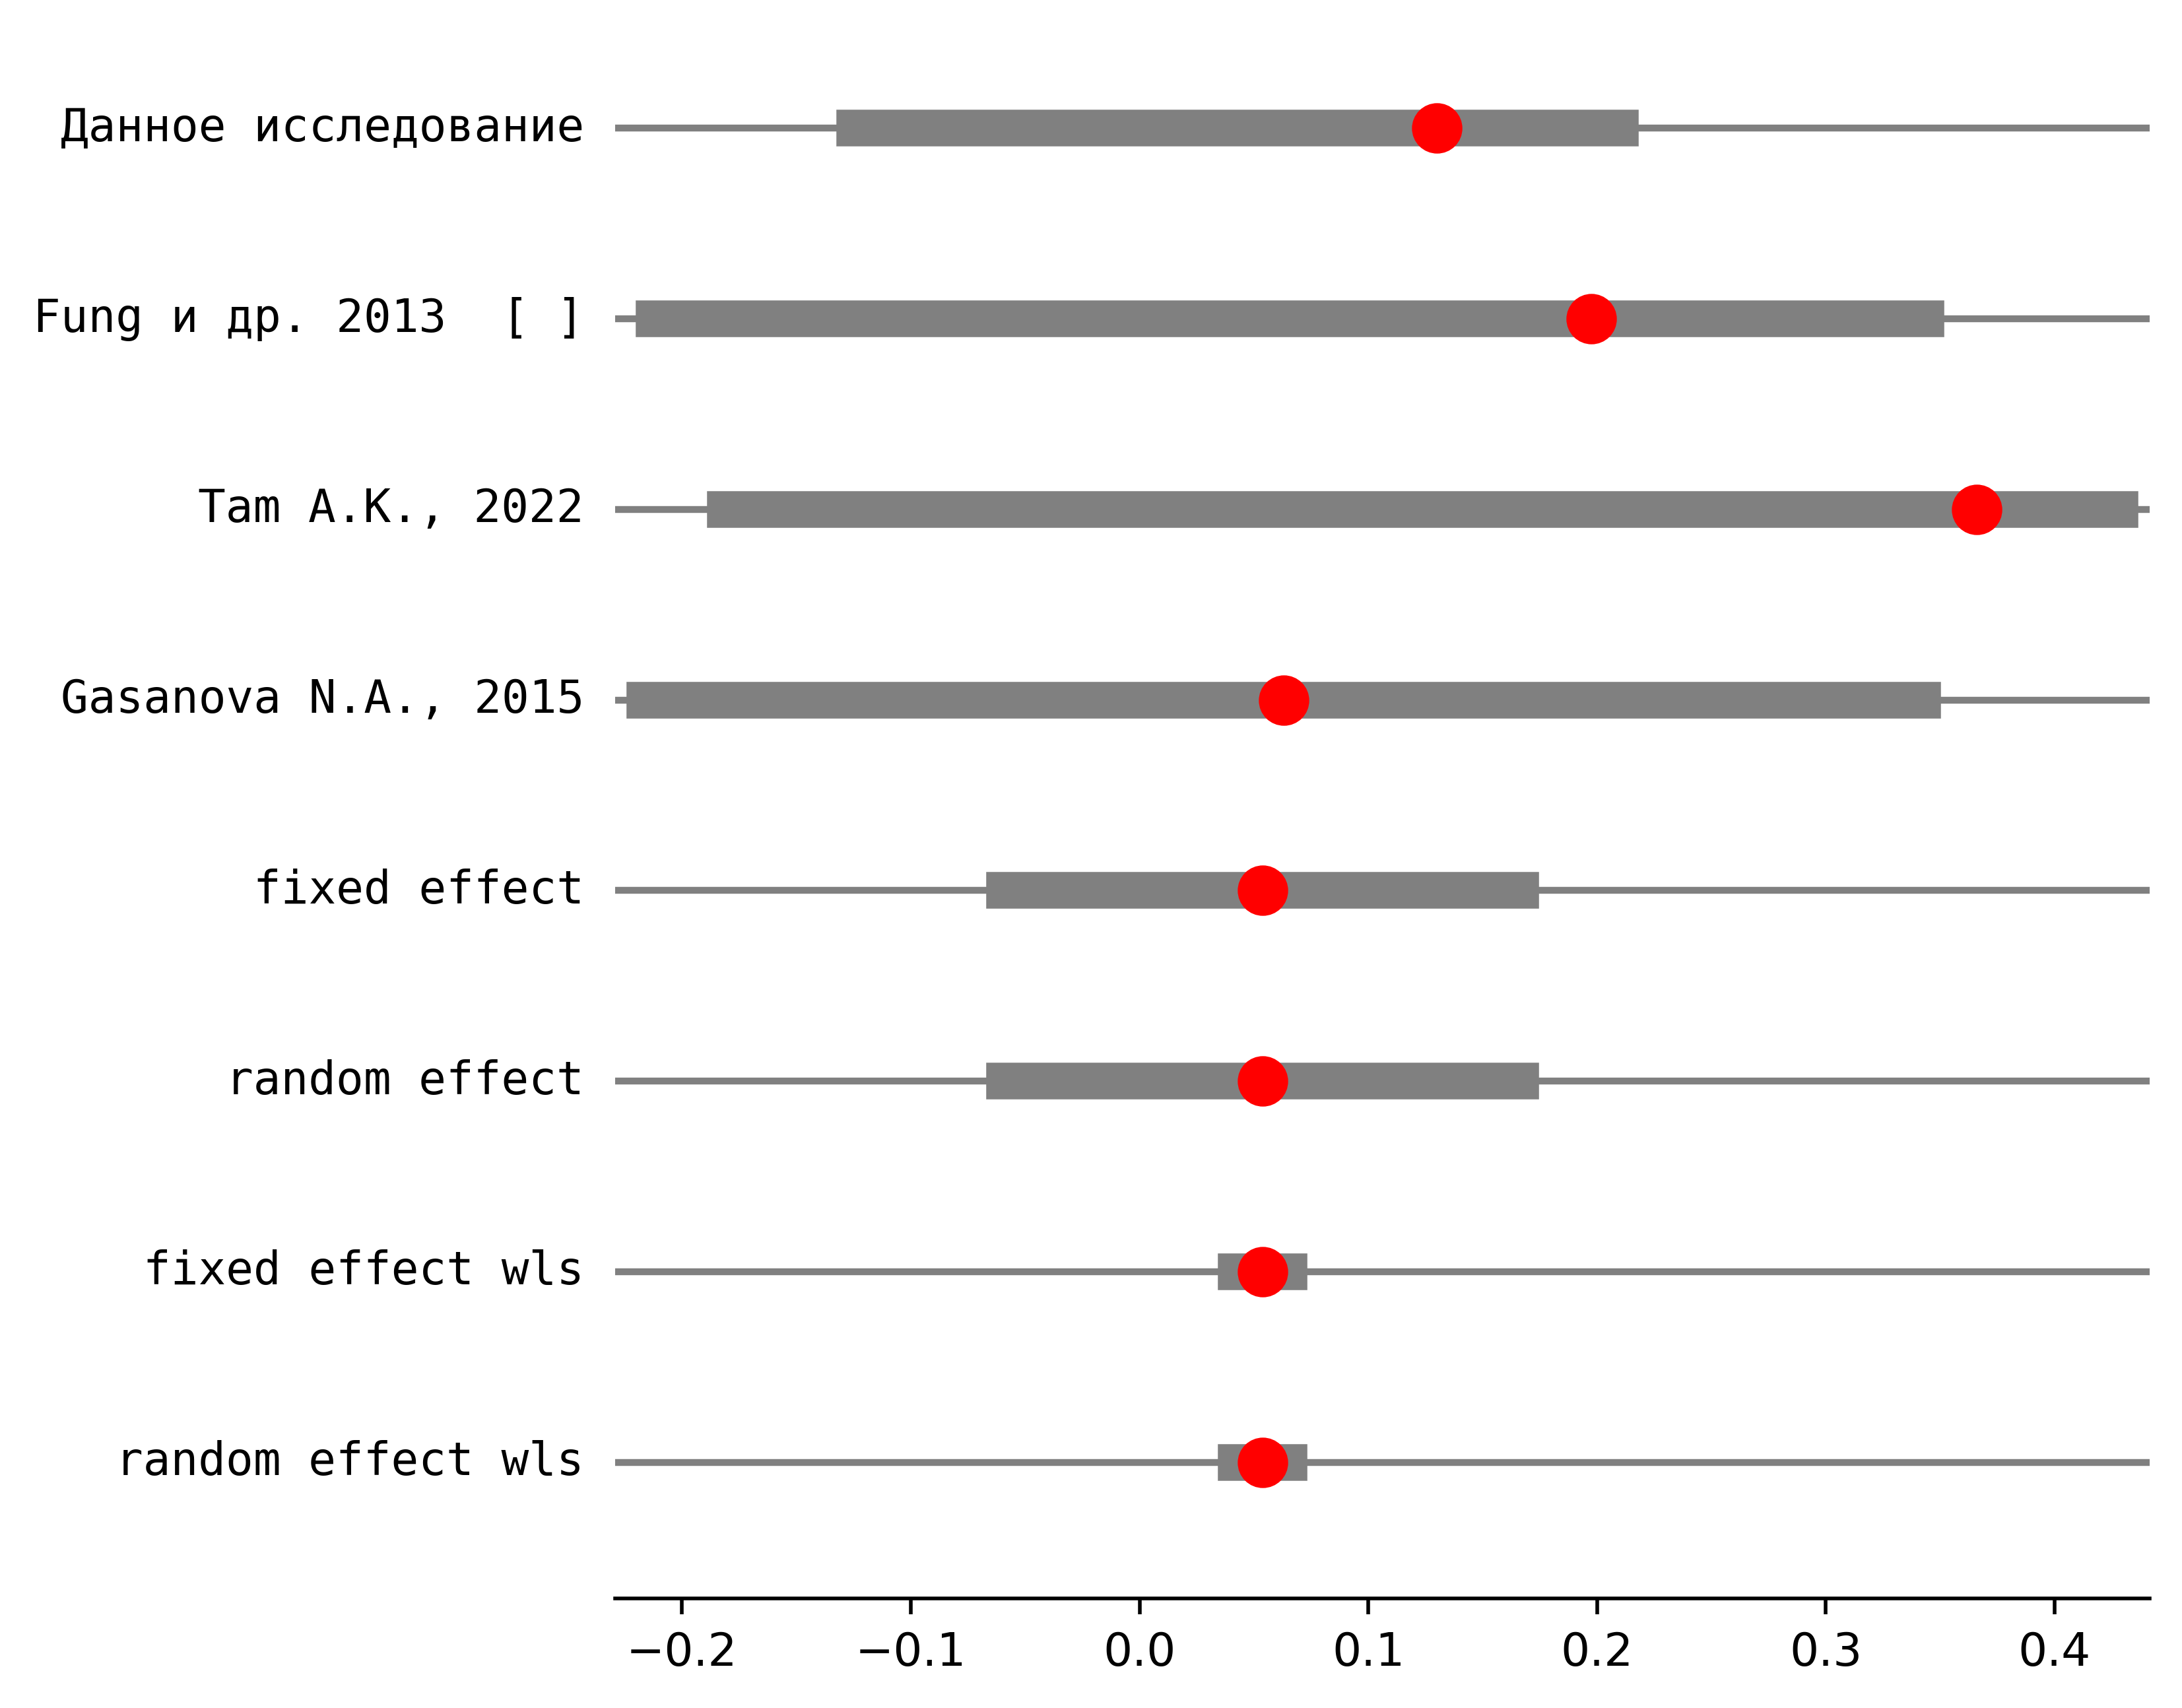 Данное исследование
Fung и др. 2013  [ ]
Tam A.K., 2022
Gasanova N.A., 2015
fixed effect
random effect
fixed effect wls
random effect wls
−0.2 −0.1 0.0 0.1 0.2 0.3 0.4